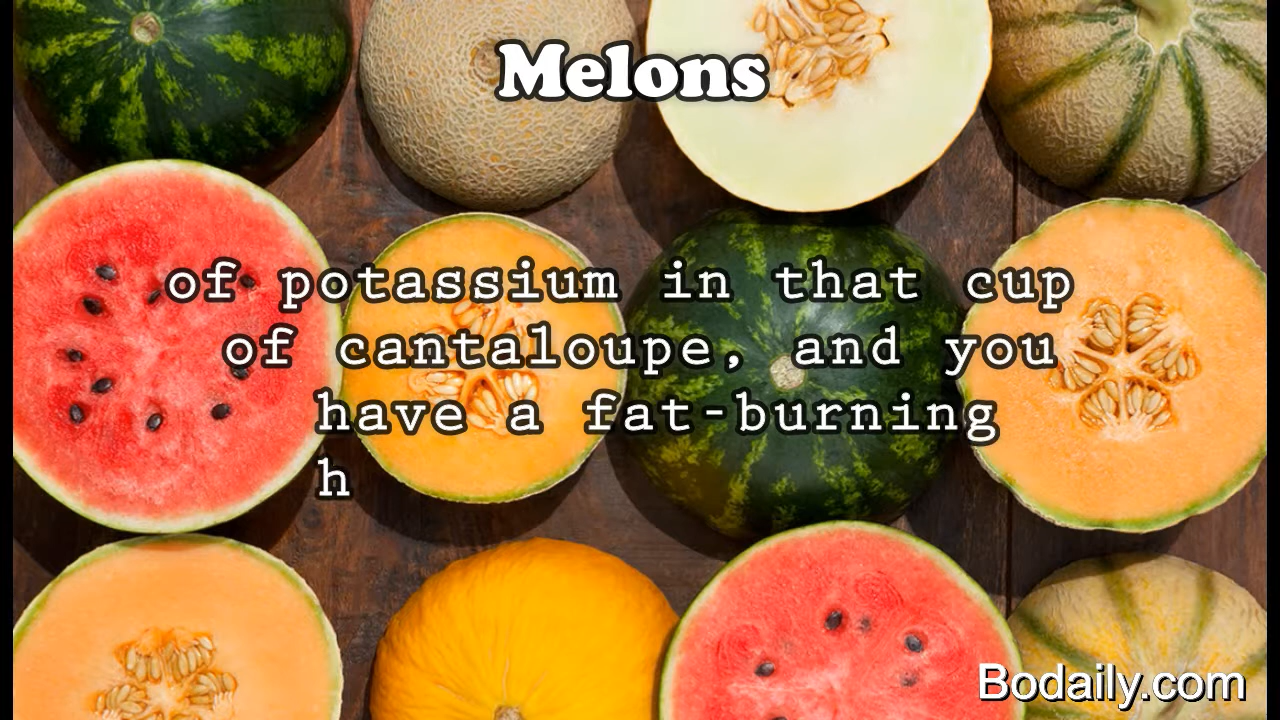 Melons
of potassium in that cup
of cantaloupe, and you
have a fat-burning
h
Bodaily.com